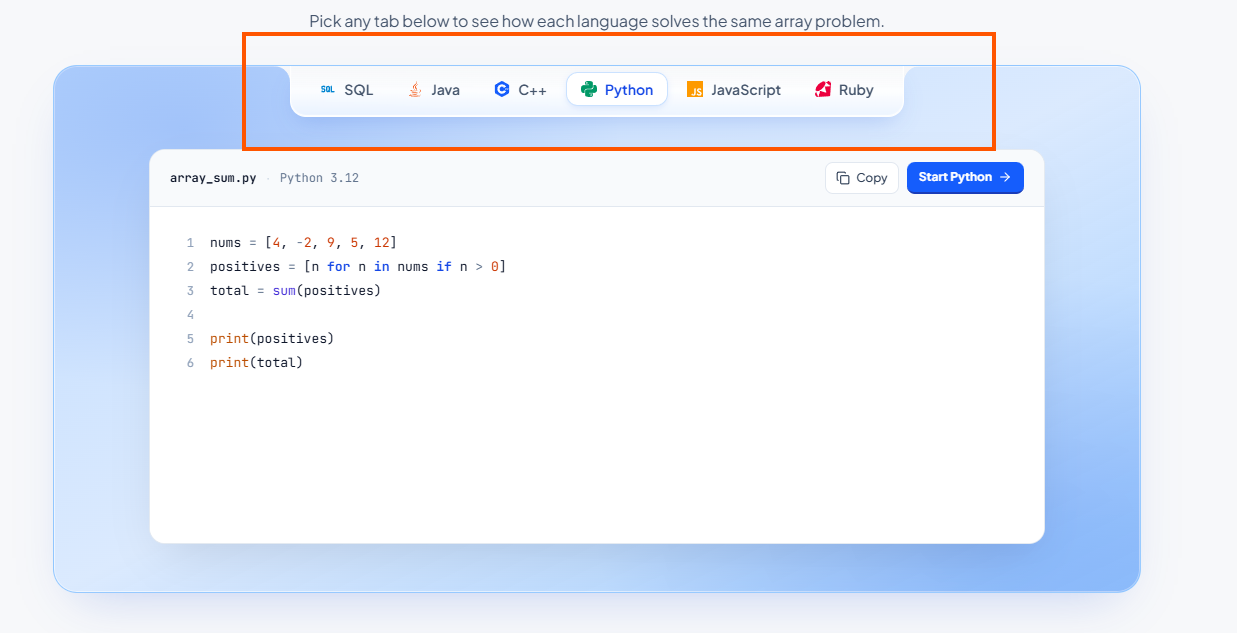 Pick any tab below to see how each language solves the same array problem.
SQL SQL Java C++ Python JS JavaScript Ruby
array_sum.py · Python 3.12 Copy Start Python →
1 nums = [4, -2, 9, 5, 12]
2 positives = [n for n in nums if n > 0]
3 total = sum(positives)
4
5 print(positives)
6 print(total)